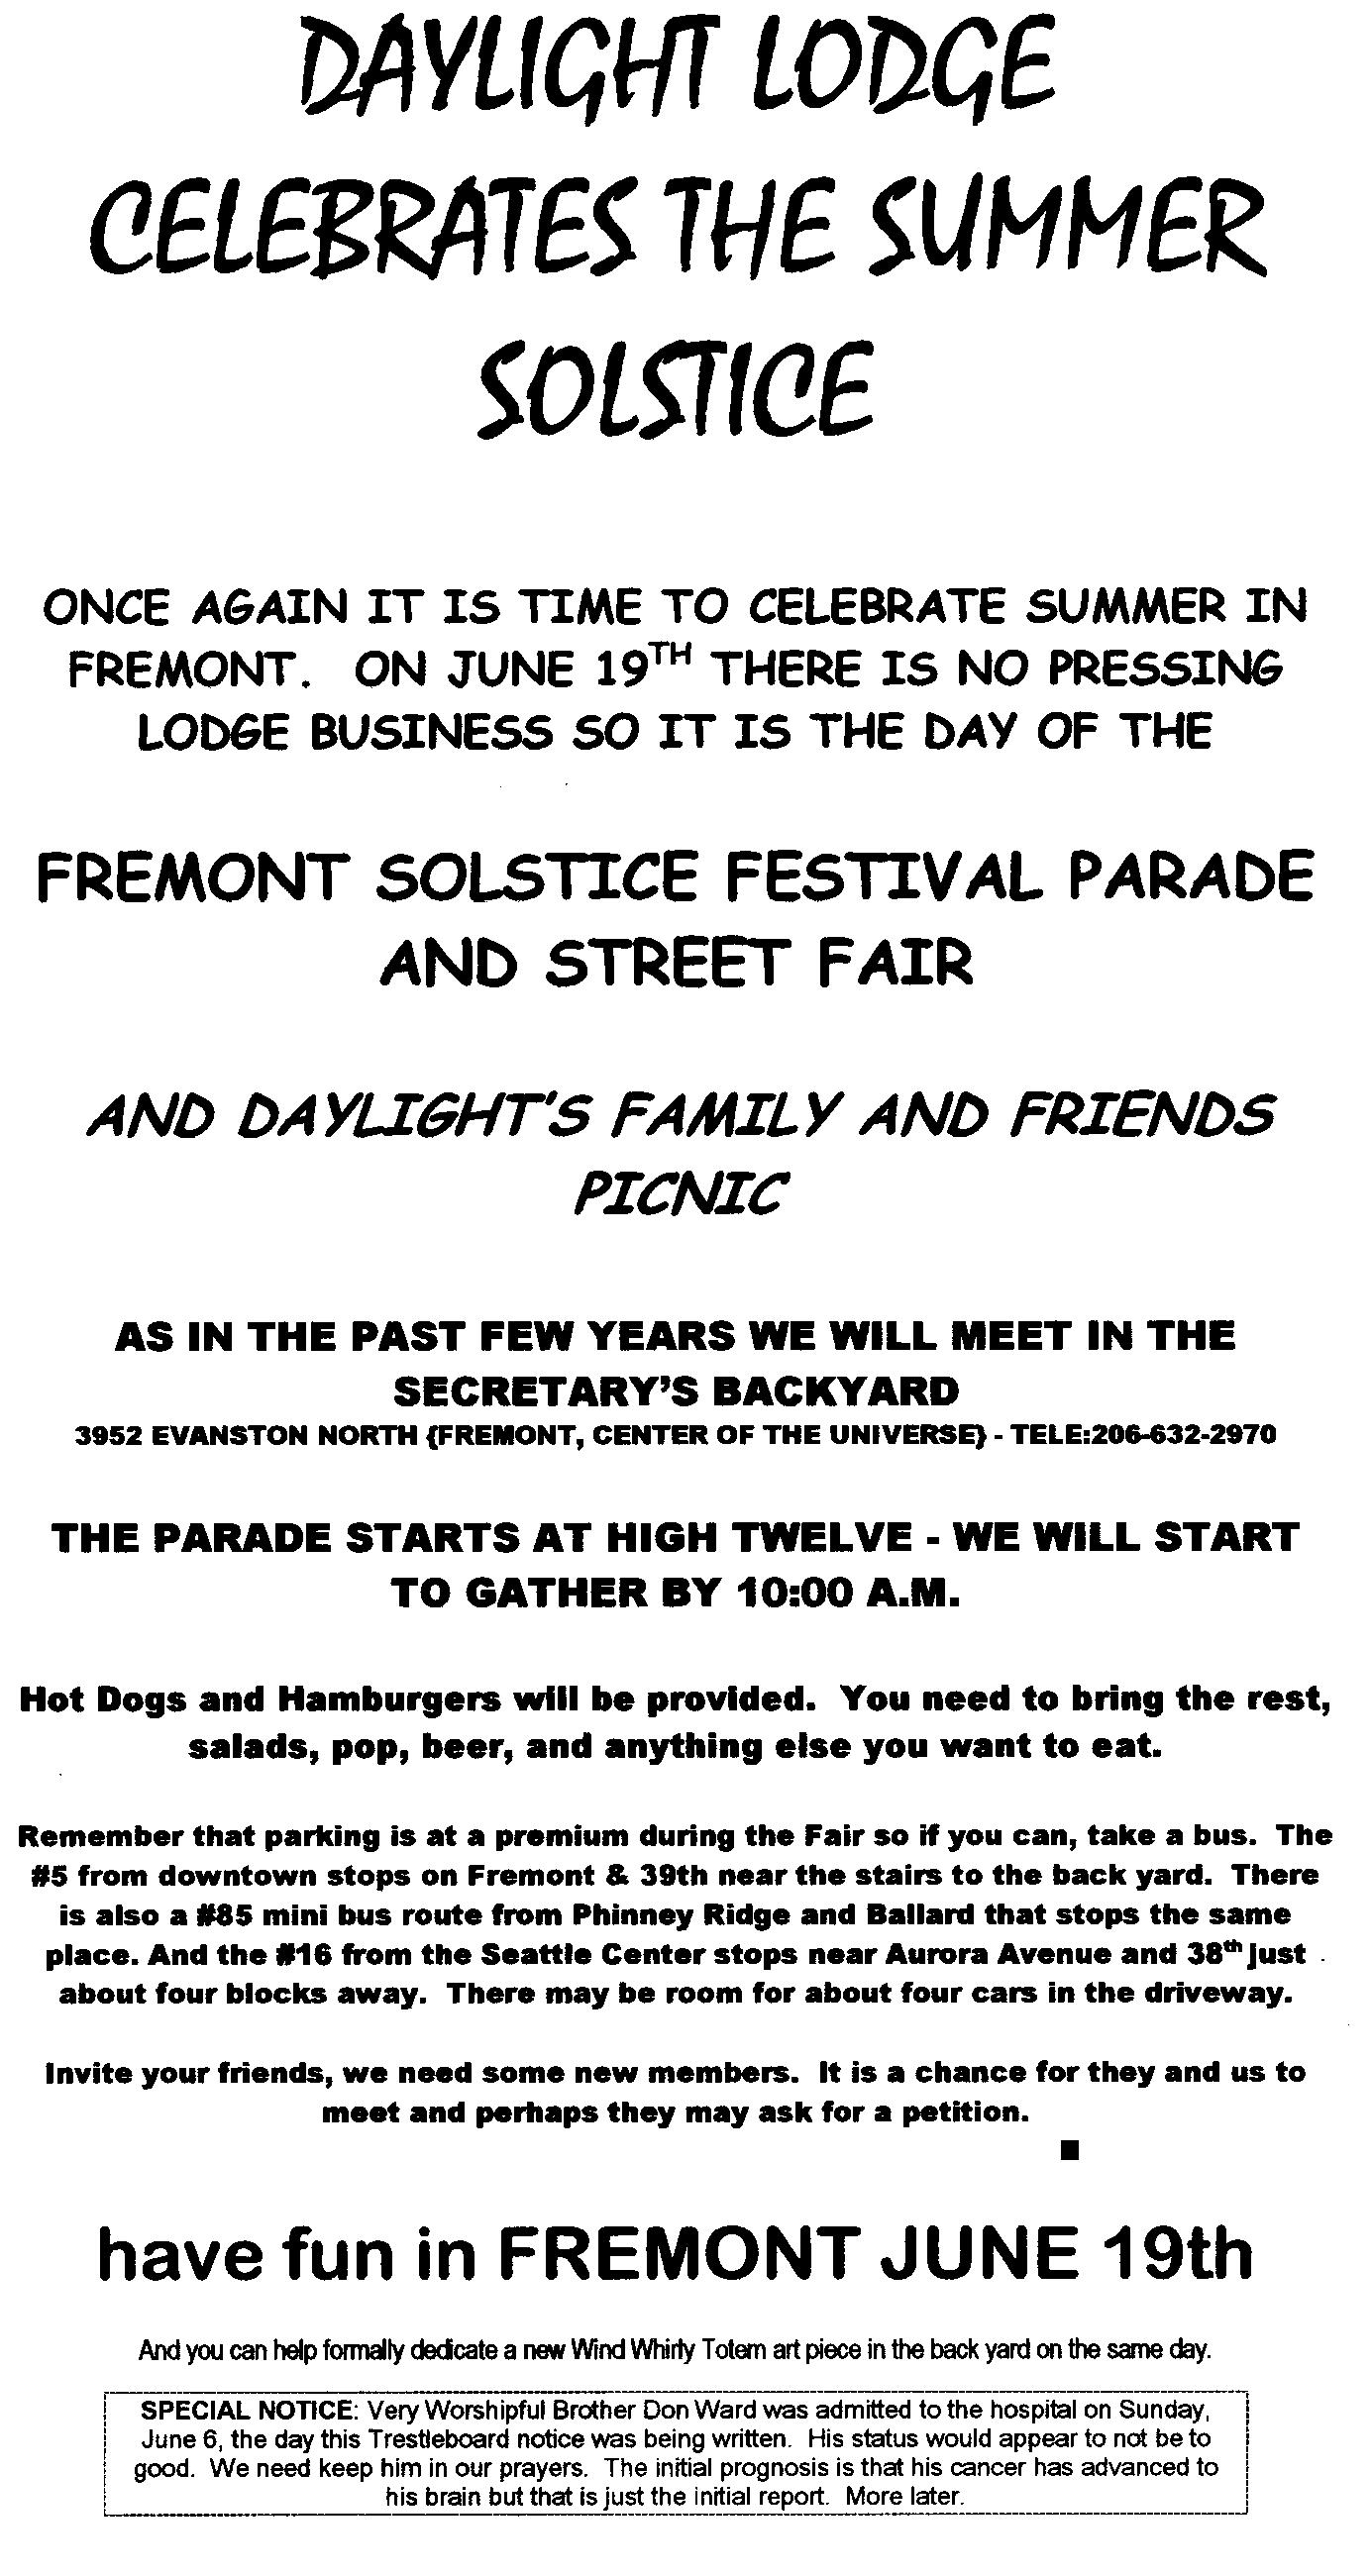 DAYLIGHT LODGE
CELEBRATES THE SUMMER
SOLSTICE
ONCE AGAIN IT IS TIME TO CELEBRATE SUMMER IN
FREMONT. ON JUNE 19TH THERE IS NO PRESSING
LODGE BUSINESS SO IT IS THE DAY OF THE
FREMONT SOLSTICE FESTIVAL PARADE
AND STREET FAIR
AND DAYLIGHT'S FAMILY AND FRIENDS
PICNIC
AS IN THE PAST FEW YEARS WE WILL MEET IN THE
SECRETARY'S BACKYARD
3952 EVANSTON NORTH {FREMONT, CENTER OF THE UNIVERSE} - TELE:206-632-2970
THE PARADE STARTS AT HIGH TWELVE - WE WILL START
TO GATHER BY 10:00 A.M.
Hot Dogs and Hamburgers will be provided. You need to bring the rest,
salads, pop, beer, and anything else you want to eat.
Remember that parking is at a premium during the Fair so if you can, take a bus. The
#5 from downtown stops on Fremont & 39th near the stairs to the back yard. There
is also a #85 mini bus route from Phinney Ridge and Ballard that stops the same
place. And the #16 from the Seattle Center stops near Aurora Avenue and 38th just
about four blocks away. There may be room for about four cars in the driveway.
Invite your friends, we need some new members. It is a chance for they and us to
meet and perhaps they may ask for a petition.
have fun in FREMONT JUNE 19th
And you can help formally dedicate a new Wind Whirly Totem art piece in the back yard on the same day.
SPECIAL NOTICE: Very Worshipful Brother Don Ward was admitted to the hospital on Sunday,
June 6, the day this Trestleboard notice was being written. His status would appear to not be to
good. We need keep him in our prayers. The initial prognosis is that his cancer has advanced to
his brain but that is just the initial report. More later.